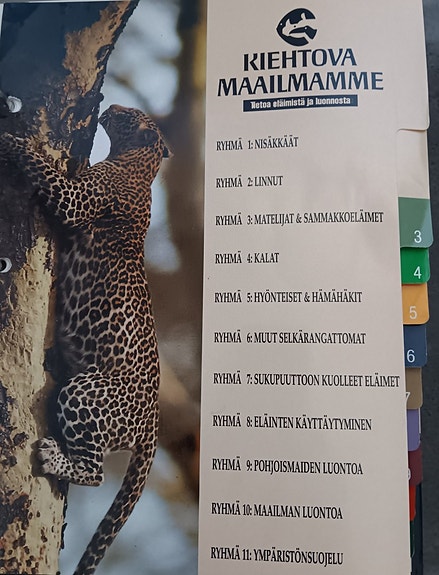 KIEHTOVA
MAAILMAMME
Tietoa eläimistä ja luonnosta
RYHMÄ 1: NISÄKKÄÄT
RYHMÄ 2: LINNUT
RYHMÄ 3: MATELIJAT & SAMMAKKOELÄIMET
RYHMÄ 4: KALAT
RYHMÄ 5: HYÖNTEISET & HÄMÄHÄKIT
RYHMÄ 6: MUUT SELKÄRANGATTOMAT
RYHMÄ 7: SUKUPUUTTOON KUOLLEET ELÄIMET
RYHMÄ 8: ELÄINTEN KÄYTTÄYTYMINEN
RYHMÄ 9: POHJOISMAIDEN LUONTOA
RYHMÄ 10: MAAILMAN LUONTOA
RYHMÄ 11: YMPÄRISTÖNSUOJELU
3
4
5
6
7